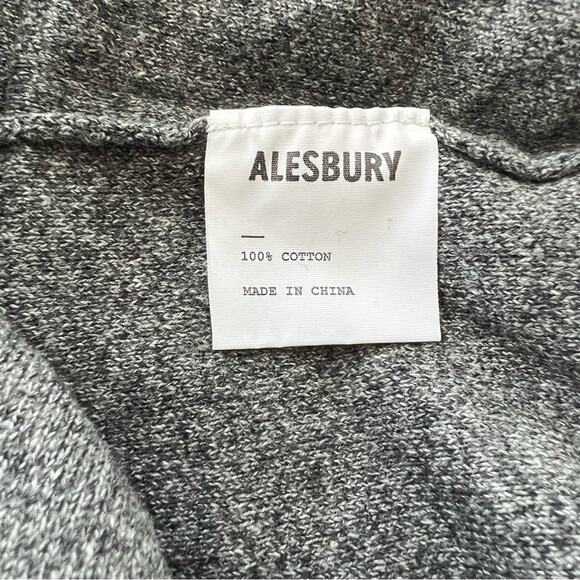 ALESBURY
—
100% COTTON
MADE IN CHINA